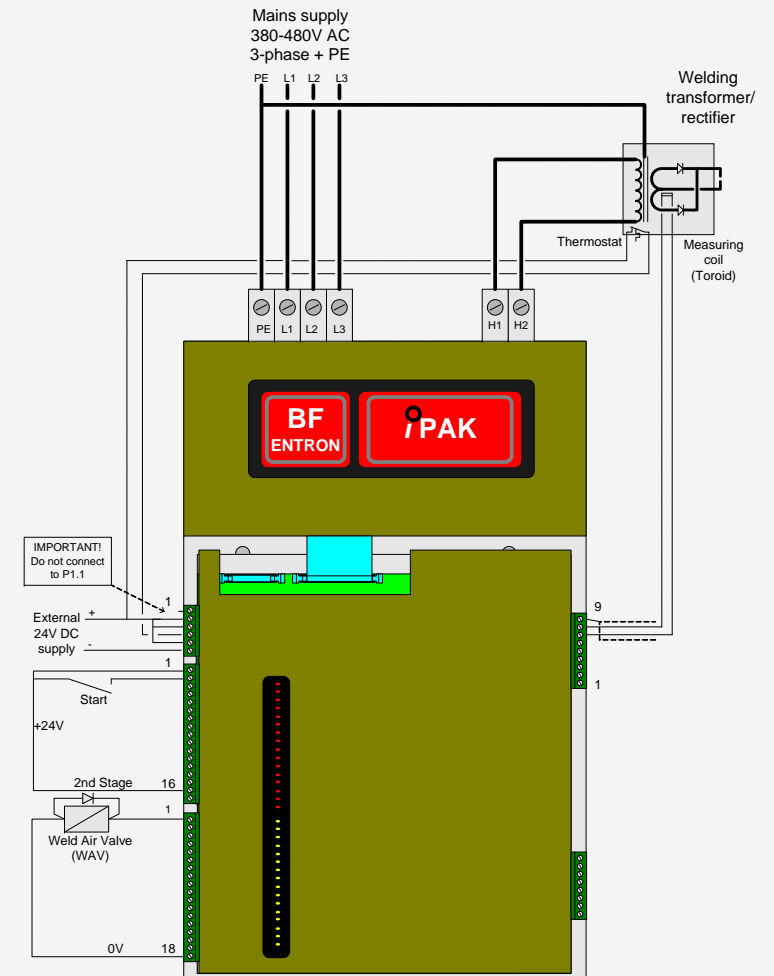 Mains supply
380-480V AC
3-phase + PE
PE L1 L2 L3
Welding
transformer/
rectifier
Thermostat
Measuring
coil
(Toroid)
PE L1 L2 L3
H1 H2
BF
ENTRON
i PAK
IMPORTANT!
Do not connect
to P1.1
1
External +
24V DC
supply -
9
1
1
Start
+24V
16
2nd Stage
1
Weld Air Valve
(WAV)
0V 18